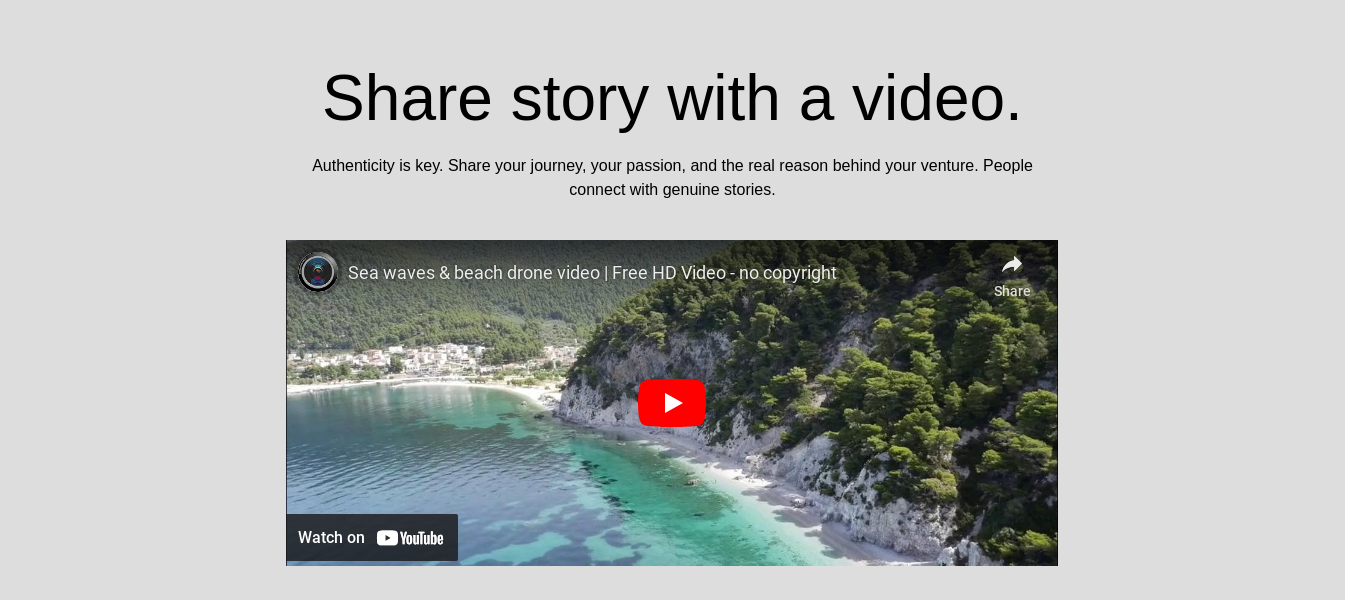 Share story with a video.
Authenticity is key. Share your journey, your passion, and the real reason behind your venture. People
connect with genuine stories.
Sea waves & beach drone video | Free HD Video - no copyright
Share
Watch on YouTube